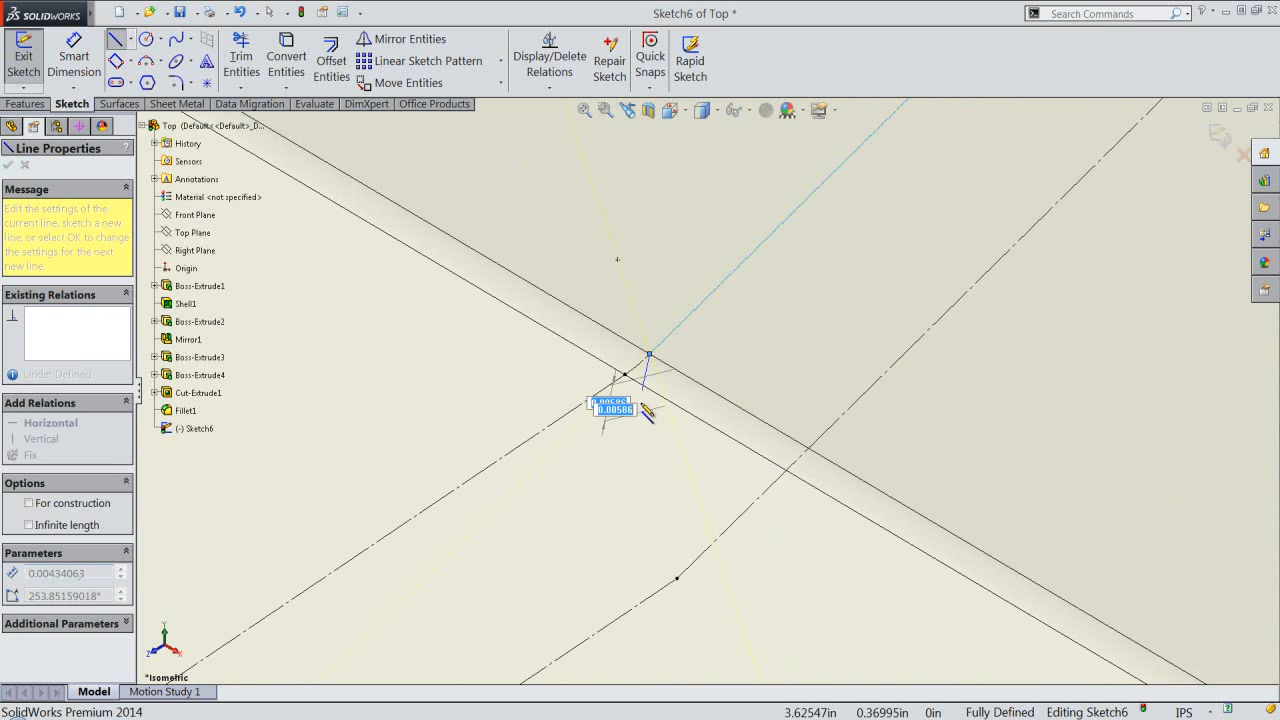 SOLIDWORKS
Sketch6 of Top *
Search Commands
Exit Sketch
Smart Dimension
Trim Entities
Convert Entities
Offset Entities
Mirror Entities
Linear Sketch Pattern
Move Entities
Display/Delete Relations
Repair Sketch
Quick Snaps
Rapid Sketch
Features
Sketch
Surfaces
Sheet Metal
Data Migration
Evaluate
DimXpert
Office Products
Line Properties
?
Message
Edit the settings of the
current line, sketch a new
line, or select OK to change
the settings for the next
new line.
Existing Relations
Under Defined
Add Relations
Horizontal
Vertical
Fix
Options
For construction
Infinite length
Parameters
0.00434063
253.85159018°
Additional Parameters
Top (Default<<Default>_D...
History
Sensors
Annotations
Material <not specified>
Front Plane
Top Plane
Right Plane
Origin
Boss-Extrude1
Shell1
Boss-Extrude2
Mirror1
Boss-Extrude3
Boss-Extrude4
Cut-Extrude1
Fillet1
(-) Sketch6
0.00586
0.00586
Y
Z
X
*Isometric
Model
Motion Study 1
SolidWorks Premium 2014
3.62547in
0.36995in
0in
Fully Defined
Editing Sketch6
IPS